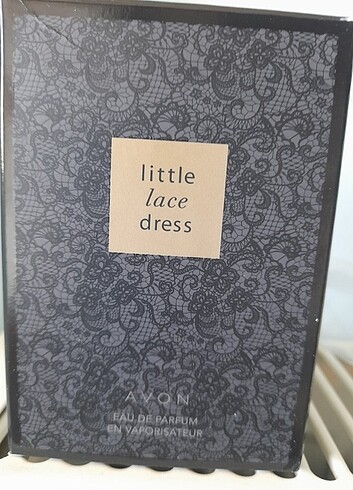 little
lace
dress
AVON
EAU DE PARFUM
EN VAPORISATEUR